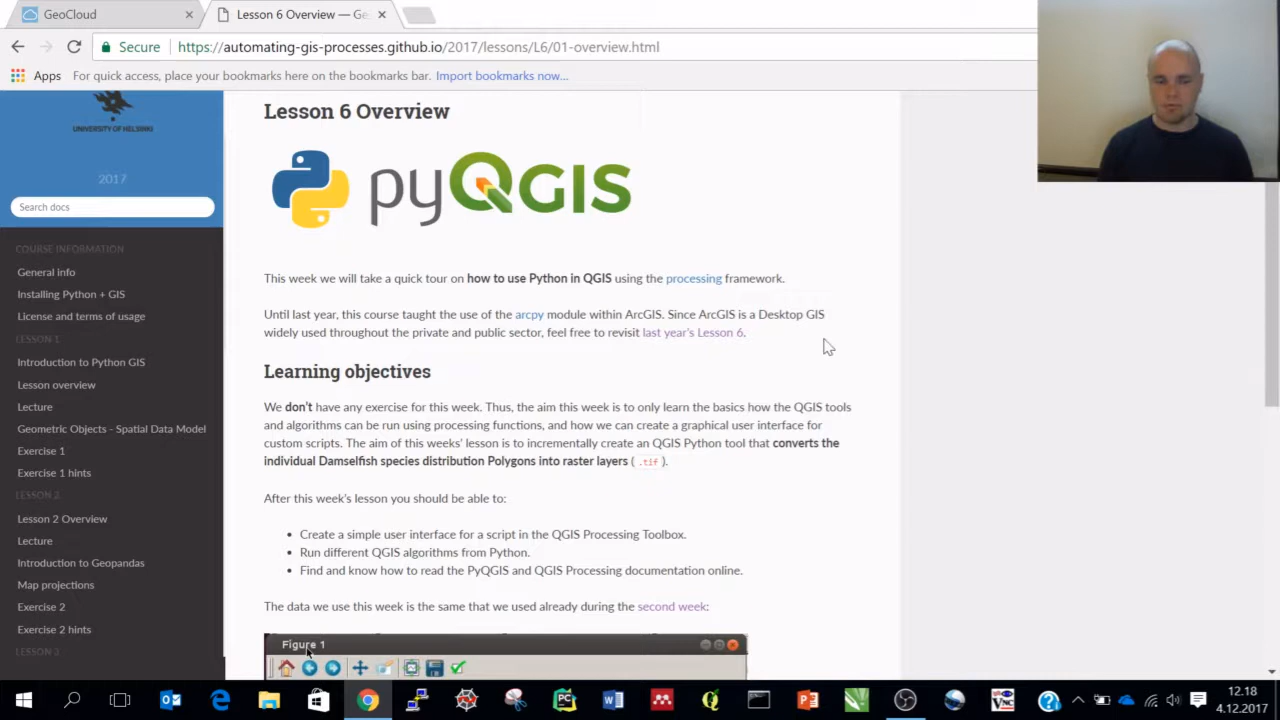 GeoCloud
Lesson 6 Overview — Ge
Secure
https://automating-gis-processes.github.io/2017/lessons/L6/01-overview.html
Apps
For quick access, place your bookmarks here on the bookmarks bar.
Import bookmarks now...
UNIVERSITY OF HELSINKI
2017
Search docs
COURSE INFORMATION
General info
Installing Python + GIS
License and terms of usage
LESSON 1
Introduction to Python GIS
Lesson overview
Lecture
Geometric Objects - Spatial Data Model
Exercise 1
Exercise 1 hints
LESSON 2
Lesson 2 Overview
Lecture
Introduction to Geopandas
Map projections
Exercise 2
Exercise 2 hints
LESSON 3
Lesson 6 Overview
pyQGIS
This week we will take a quick tour on how to use Python in QGIS using the processing framework.
Until last year, this course taught the use of the arcpy module within ArcGIS. Since ArcGIS is a Desktop GIS
widely used throughout the private and public sector, feel free to revisit last year's Lesson 6.
Learning objectives
We don't have any exercise for this week. Thus, the aim this week is to only learn the basics how the QGIS tools
and algorithms can be run using processing functions, and how we can create a graphical user interface for
custom scripts. The aim of this weeks' lesson is to incrementally create an QGIS Python tool that converts the
individual Damselfish species distribution Polygons into raster layers ( .tif ).
After this week's lesson you should be able to:
• Create a simple user interface for a script in the QGIS Processing Toolbox.
• Run different QGIS algorithms from Python.
• Find and know how to read the PyQGIS and QGIS Processing documentation online.
The data we use this week is the same that we used already during the second week:
Figure 1
12.18
4.12.2017